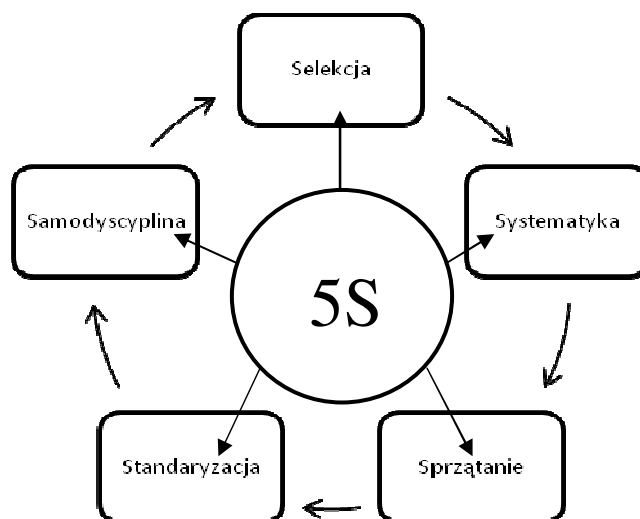 Selekcja
Samodyscyplina
Systematyka
5S
Standaryzacja
Sprzątanie